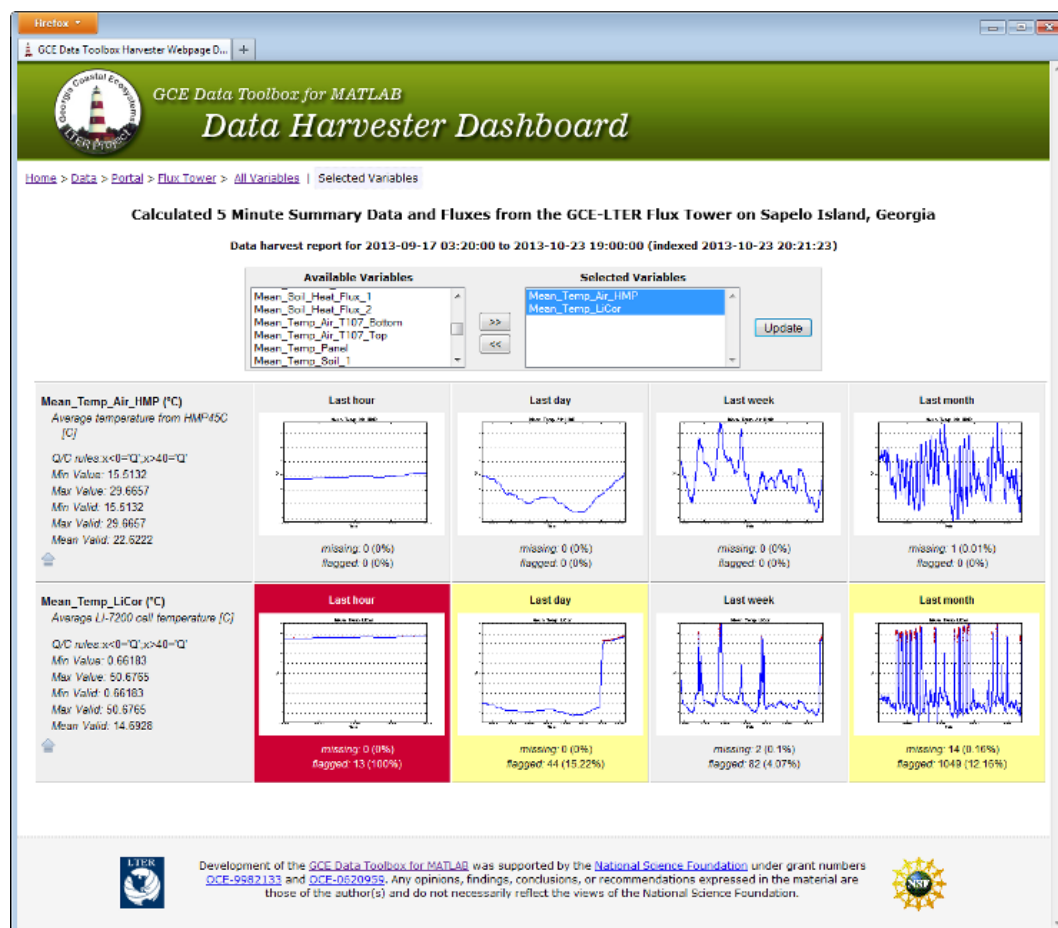 Firefox
GCE Data Toolbox Harvester Webpage D...
Georgia Coastal Ecosystems
LTER Project
GCE Data Toolbox for MATLAB
Data Harvester Dashboard
Home > Data > Portal > Flux Tower > All Variables | Selected Variables
Calculated 5 Minute Summary Data and Fluxes from the GCE-LTER Flux Tower on Sapelo Island, Georgia
Data harvest report for 2013-09-17 03:20:00 to 2013-10-23 19:00:00 (indexed 2013-10-23 20:21:23)
Available Variables
Mean_Soil_Heat_Flux_1
Mean_Soil_Heat_Flux_2
Mean_Temp_Air_T107_Bottom
Mean_Temp_Air_T107_Top
Mean_Temp_Panel
Mean_Temp_Soil_1
>>
<<
Selected Variables
Mean_Temp_Air_HMP
Mean_Temp_LiCor
Update
Mean_Temp_Air_HMP (°C)
Average temperature from HMP45C
[C]
Q/C rules:x<0='Q';x>40='Q'
Min Value: 15.5132
Max Value: 29.6657
Min Valid: 15.5132
Max Valid: 29.6657
Mean Valid: 22.6222
Last hour
missing: 0 (0%)
flagged: 0 (0%)
Last day
missing: 0 (0%)
flagged: 0 (0%)
Last week
missing: 0 (0%)
flagged: 0 (0%)
Last month
missing: 1 (0.01%)
flagged: 0 (0%)
Mean_Temp_LiCor (°C)
Average LI-7200 cell temperature [C]
Q/C rules:x<0='Q';x>40='Q'
Min Value: 0.66183
Max Value: 50.6765
Min Valid: 0.66183
Max Valid: 50.6765
Mean Valid: 14.6928
Last hour
missing: 0 (0%)
flagged: 13 (100%)
Last day
missing: 0 (0%)
flagged: 44 (15.22%)
Last week
missing: 2 (0.1%)
flagged: 82 (4.07%)
Last month
missing: 14 (0.16%)
flagged: 1049 (12.16%)
LTER
Development of the GCE Data Toolbox for MATLAB was supported by the National Science Foundation under grant numbers
OCE-9982133 and OCE-0620959. Any opinions, findings, conclusions, or recommendations expressed in the material are
those of the author(s) and do not necessarily reflect the views of the National Science Foundation.
NSF